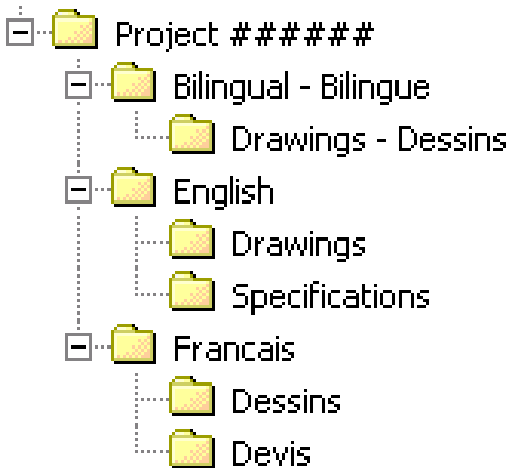 Project ######
Bilingual - Bilingue
Drawings - Dessins
English
Drawings
Specifications
Francais
Dessins
Devis